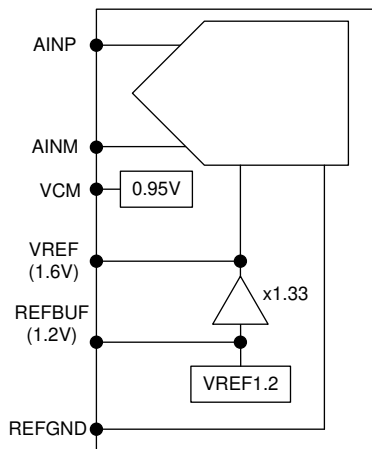 AINP
AINM
VCM
0.95V
VREF
(1.6V)
x1.33
REFBUF
(1.2V)
VREF1.2
REFGND